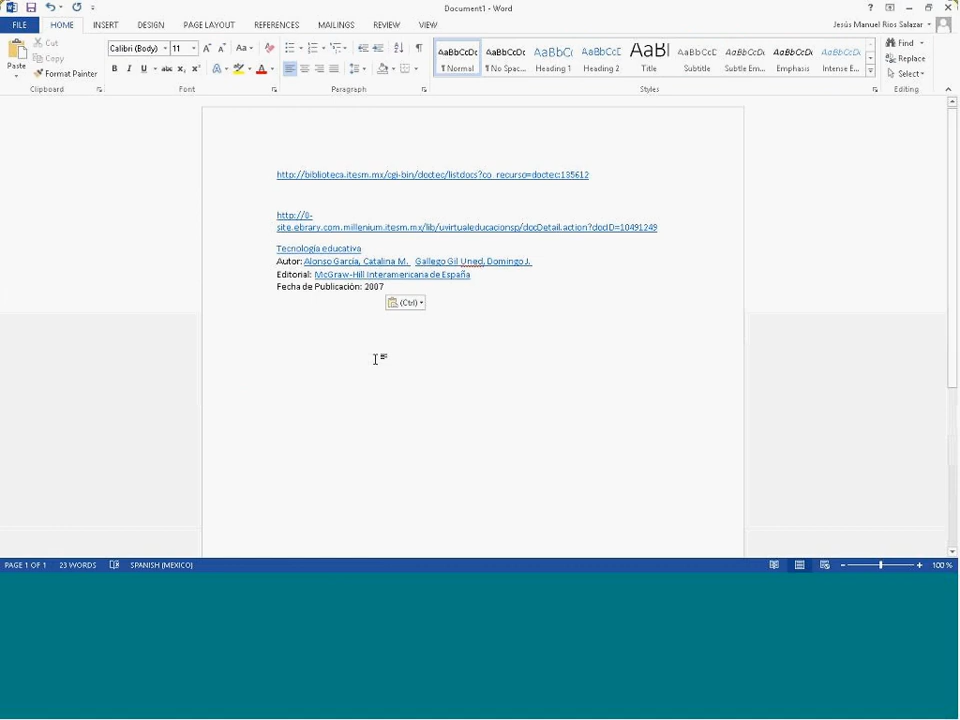 Document1 - Word
FILE HOME INSERT DESIGN PAGE LAYOUT REFERENCES MAILINGS REVIEW VIEW Jesús Manuel Rios Salazar
Paste
Cut
Copy
Format Painter
Clipboard
Calibri (Body) 11
Font
Paragraph
AaBbCcDc AaBbCcDc AaBbCc AaBbCcD AaBl AaBbCcD AaBbCcDc AaBbCcDc AaBbCcDc
¶ Normal ¶ No Spac... Heading 1 Heading 2 Title Subtitle Subtle Em... Emphasis Intense E...
Styles
Find
Replace
Select
Editing
http://biblioteca.itesm.mx/cgi-bin/doctec/listdocs?co_recurso=doctec:135612
http://0-
site.ebrary.com.millenium.itesm.mx/lib/uvirtualeducacionsp/docDetail.action?docID=10491249
Tecnología educativa
Autor: Alonso García, Catalina M. Gallego Gil Uned, Domingo J.
Editorial: McGraw-Hill Interamericana de España
Fecha de Publicación: 2007
(Ctrl)
PAGE 1 OF 1 23 WORDS SPANISH (MEXICO) 100 %